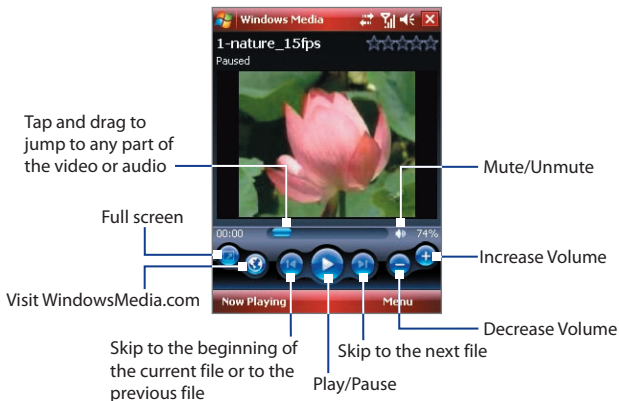 Windows Media
1-nature_15fps
Paused
Tap and drag to
jump to any part of
the video or audio
Mute/Unmute
Full screen
00:00
74%
Increase Volume
Visit WindowsMedia.com
Now Playing
Menu
Decrease Volume
Skip to the beginning of
the current file or to the
previous file
Skip to the next file
Play/Pause